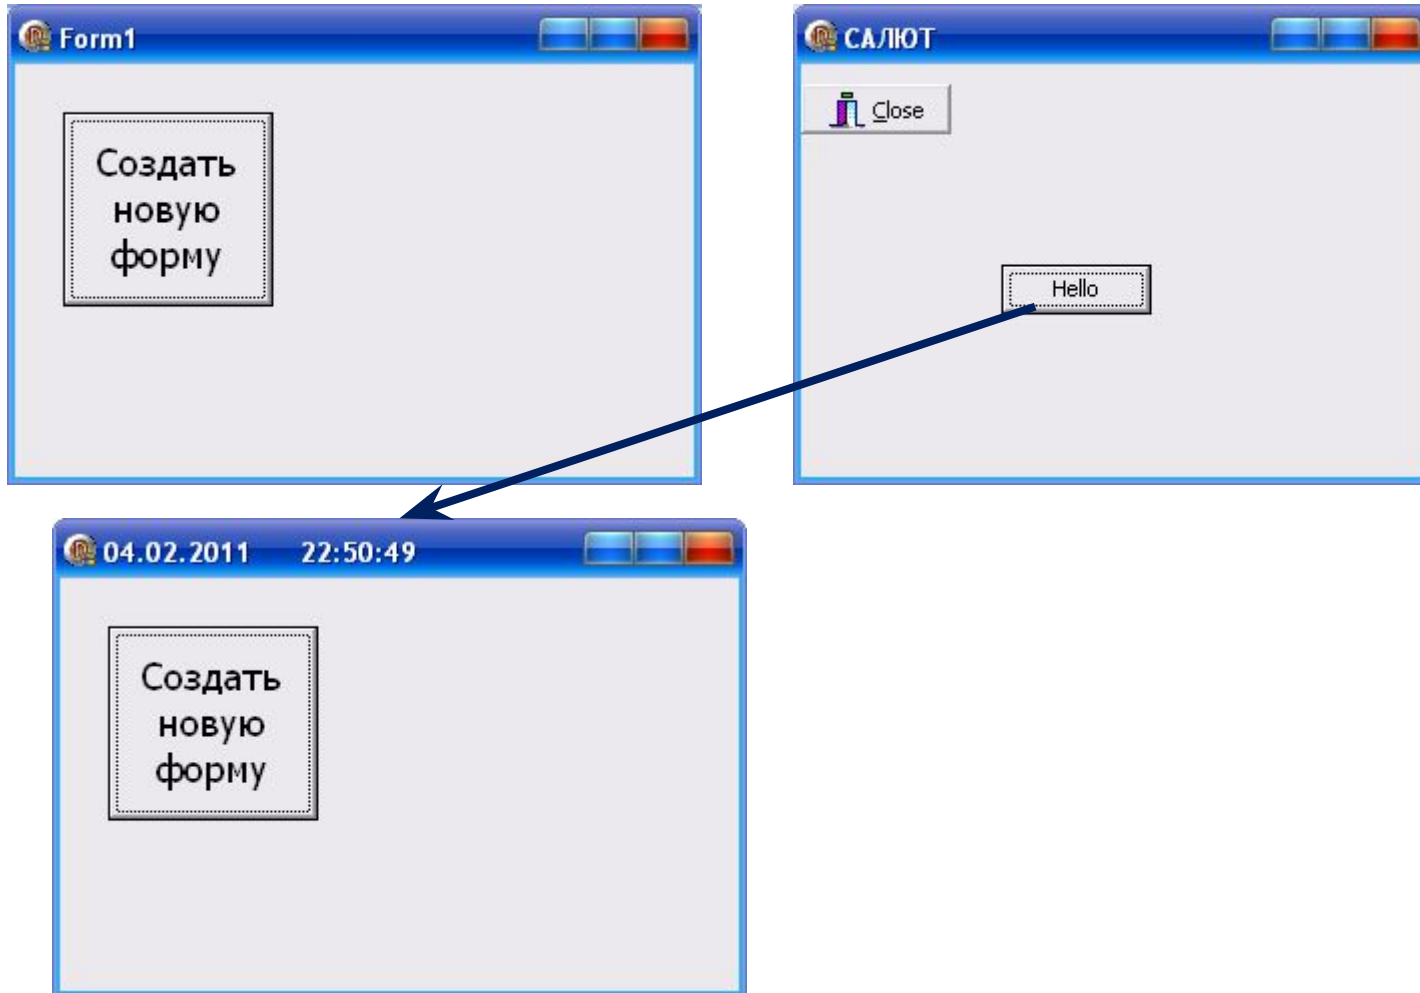 Form1
Создать
новую
форму
САЛЮТ
Close
Hello
04.02.2011 22:50:49
Создать
новую
форму